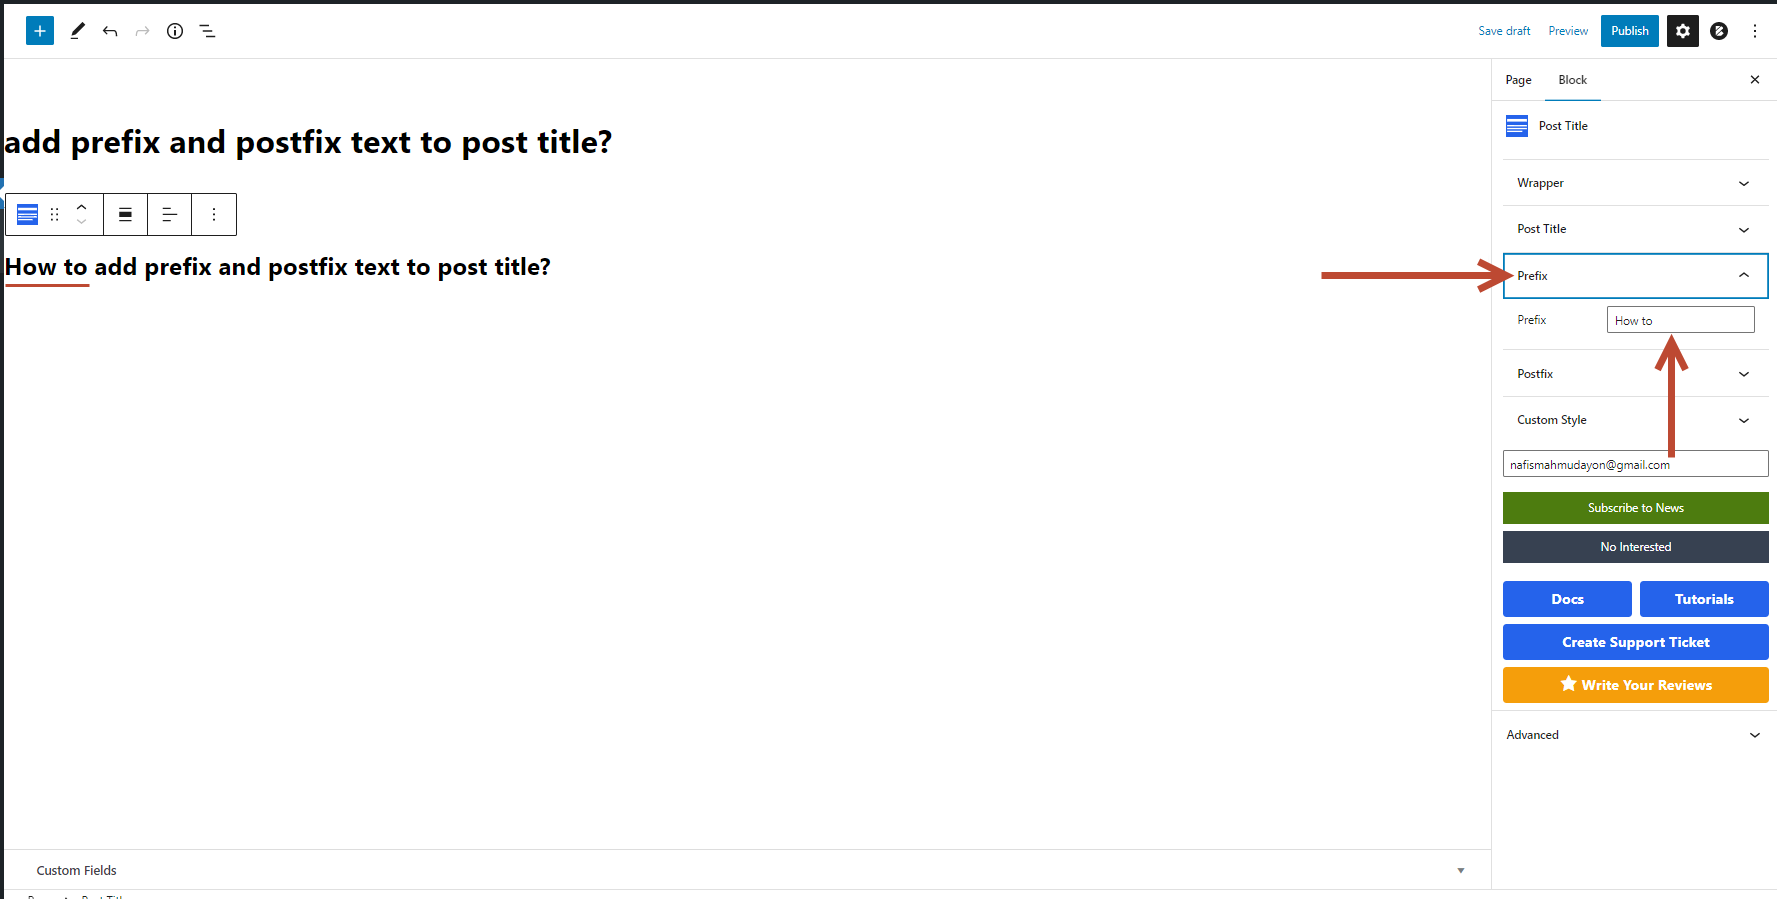 Save draft Preview Publish
Page Block
Post Title
add prefix and postfix text to post title?
Wrapper
Post Title
How to add prefix and postfix text to post title?
Prefix
Prefix How to
Postfix
Custom Style
nafismahmudayon@gmail.com
Subscribe to News
No Interested
Docs Tutorials
Create Support Ticket
Write Your Reviews
Advanced
Custom Fields